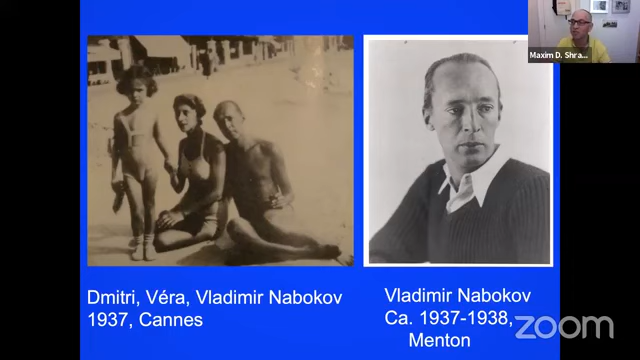 Maxim D. Shra...
Dmitri, Véra, Vladimir Nabokov
1937, Cannes
Vladimir Nabokov
Ca. 1937-1938,
Menton
zoom